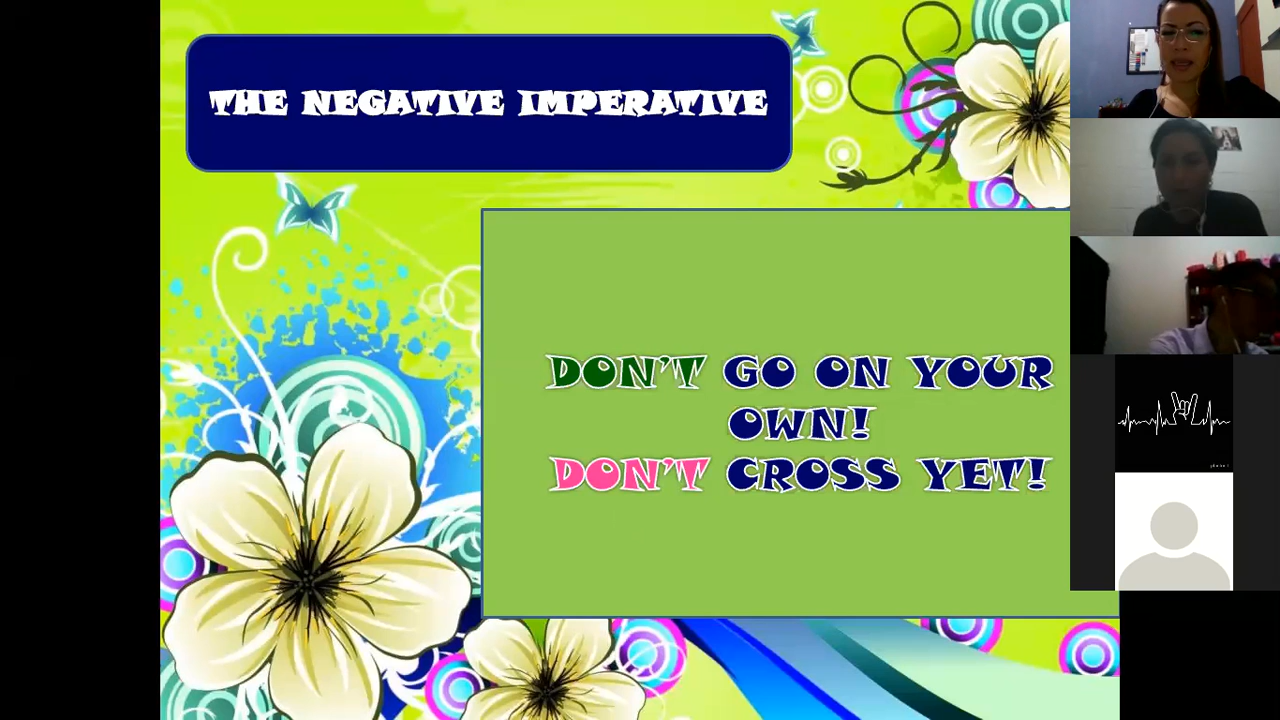 THE NEGATIVE IMPERATIVE
DON'T GO ON YOUR
OWN!
DON'T CROSS YET!